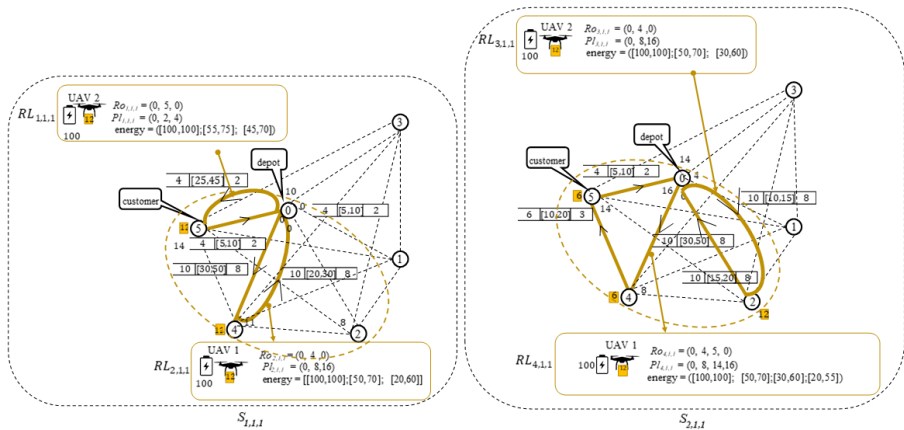 RL1,1,1
UAV 2
12
100
Ro1,1,1 = (0, 5, 0)
Pl1,1,1 = (0, 2, 4)
energy = ([100,100];[55,75]; [45,70])
depot
customer
3
4 [25,45] 2
10
0
4 [5,10] 2
5
14
4 [5,10] 2
1
10 [30,50] 8
10 [20,30] 8
4
8
2
RL2,1,1
UAV 1
12
100
Ro2,1,1 = (0, 4 ,0)
Pl2,1,1 = (0, 8,16)
energy = [[100,100];[50,70]; [20,60]]
S1,1,1
RL3,1,1
UAV 2
12
100
Ro3,1,1 = (0, 4 ,0)
Pl3,1,1 = (0, 8,16)
energy = ([100,100];[50,70]; [30,60])
3
depot
customer
14
4 [5,10] 2
0
4
16
6
5
14
10 [10,15] 8
6 [10,20] 3
1
10 [30,50] 8
10 [15,20] 8
6
4
8
2
12
RL4,1,1
UAV 1
12
100
Ro4,1,1 = (0, 4, 5, 0)
Pl4,1,1 = (0, 8, 14,16)
energy = ([100,100]; [50,70];[30,60];[20,55])
S2,1,1